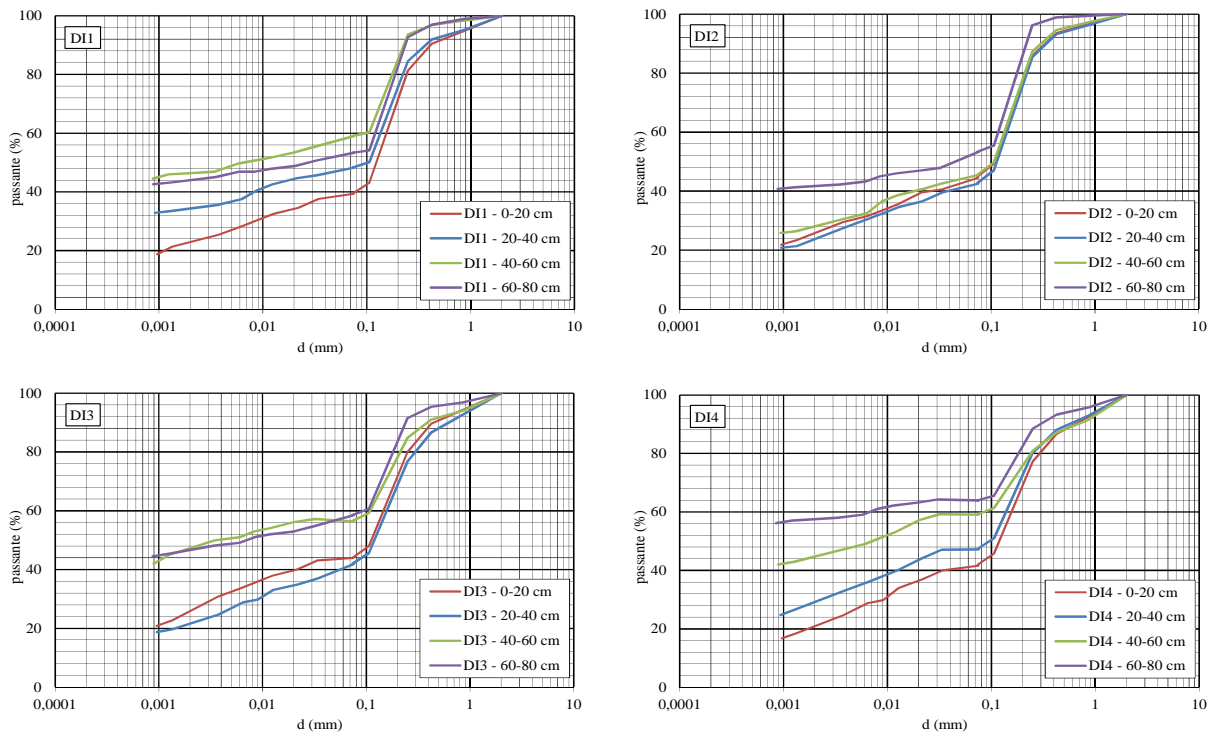 100
80
60
40
20
0
passante (%)
DI1
DI1 - 0-20 cm
DI1 - 20-40 cm
DI1 - 40-60 cm
DI1 - 60-80 cm
0,0001 0,001 0,01 0,1 1 10
d (mm)
100
80
60
40
20
0
passante (%)
DI2
DI2 - 0-20 cm
DI2 - 20-40 cm
DI2 - 40-60 cm
DI2 - 60-80 cm
0,0001 0,001 0,01 0,1 1 10
d (mm)
100
80
60
40
20
0
passante (%)
DI3
DI3 - 0-20 cm
DI3 - 20-40 cm
DI3 - 40-60 cm
DI3 - 60-80 cm
0,0001 0,001 0,01 0,1 1 10
d (mm)
100
80
60
40
20
0
passante (%)
DI4
DI4 - 0-20 cm
DI4 - 20-40 cm
DI4 - 40-60 cm
DI4 - 60-80 cm
0,0001 0,001 0,01 0,1 1 10
d (mm)